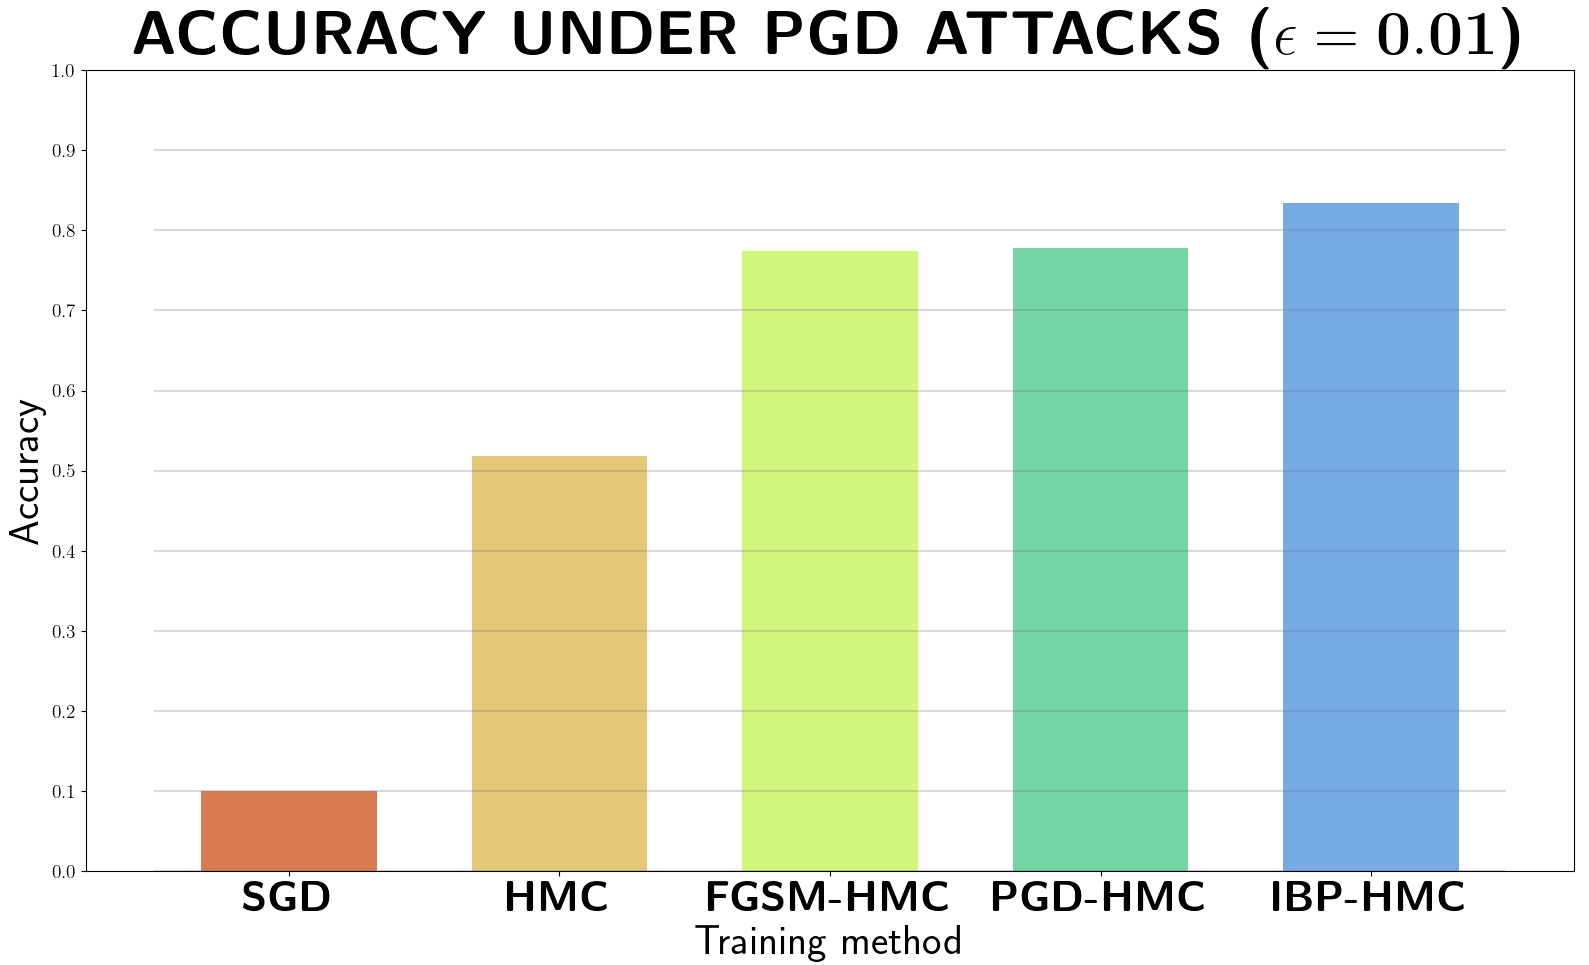 ACCURACY UNDER PGD ATTACKS (ϵ = 0.01)
1.0
0.9
0.8
0.7
0.6
0.5
0.4
0.3
0.2
0.1
0.0
Accuracy
SGD HMC FGSM-HMC PGD-HMC IBP-HMC
Training method